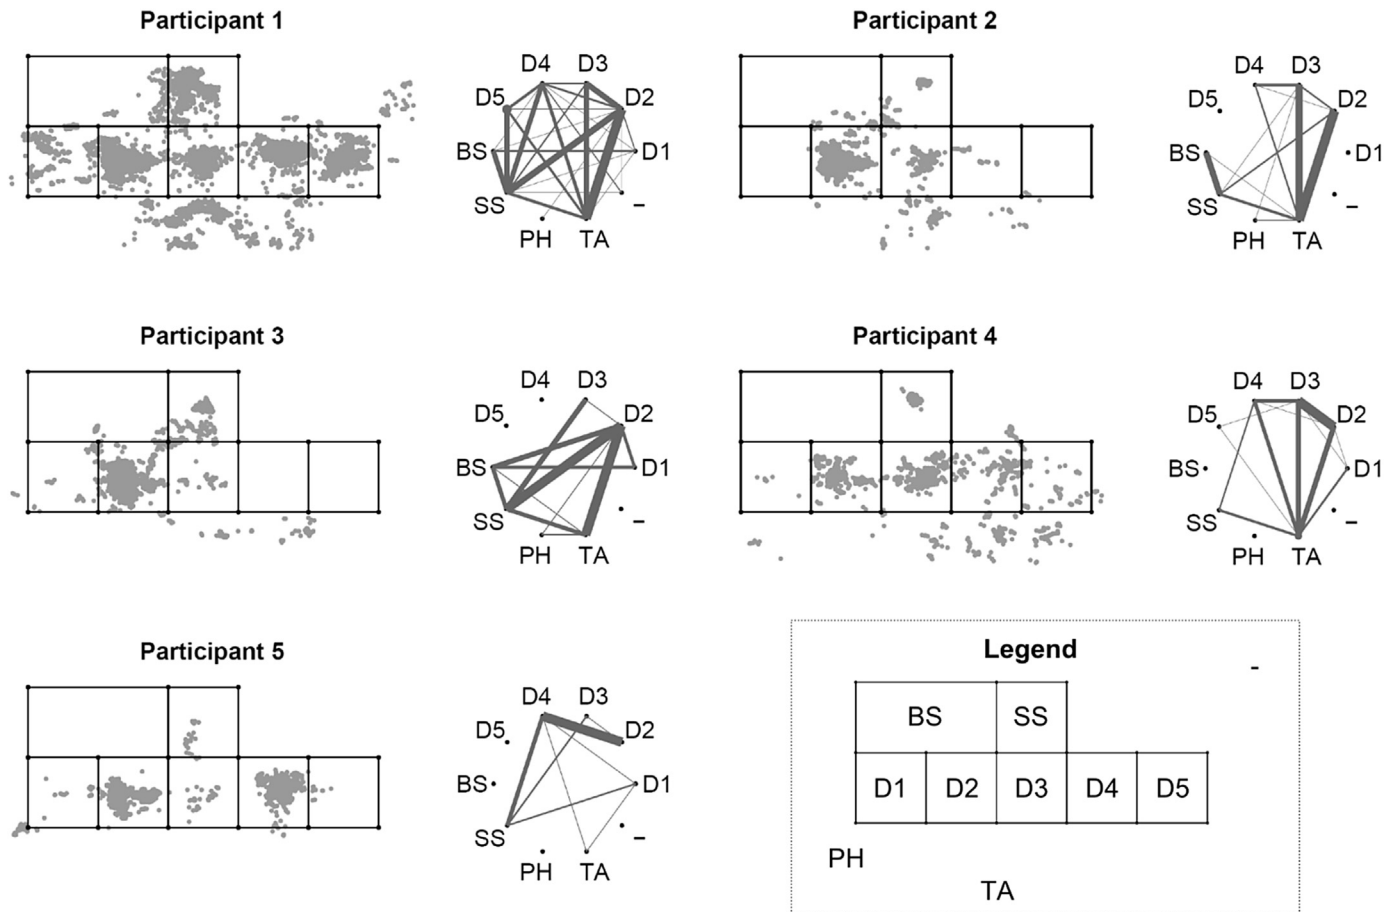 Participant 1
D4 D3
D5 D2
BS D1
SS –
PH TA
Participant 2
D4 D3
D5 D2
BS D1
SS –
PH TA
Participant 3
D4 D3
D5 D2
BS D1
SS –
PH TA
Participant 4
D4 D3
D5 D2
BS D1
SS –
PH TA
Participant 5
D4 D3
D5 D2
BS D1
SS –
PH TA
Legend
-
BS SS
D1 D2 D3 D4 D5
PH
TA